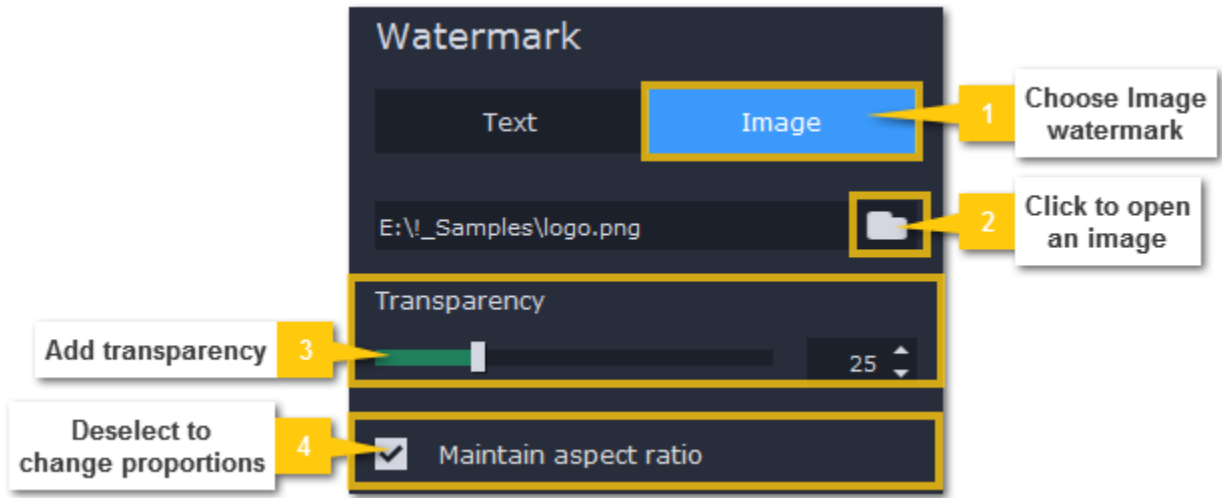 Watermark
Text
Image
1
Choose Image
watermark
E:\!_Samples\logo.png
2
Click to open
an image
Transparency
Add transparency
3
25
Deselect to
change proportions
4
Maintain aspect ratio